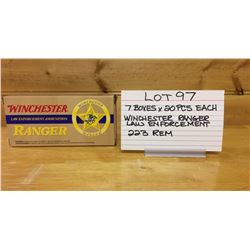 WINCHESTER
LAW ENFORCEMENT AMMUNITION
RANGER
LOT 97
7 BOXES x 20 PCS EACH
WINCHESTER RANGER
LAW ENFORCEMENT
223 REM